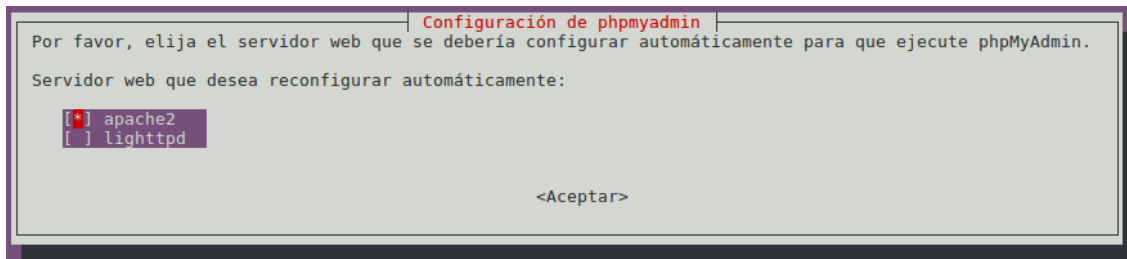 Configuración de phpmyadmin
Por favor, elija el servidor web que se debería configurar automáticamente para que ejecute phpMyAdmin.
Servidor web que desea reconfigurar automáticamente:
[*] apache2
[ ] lighttpd
<Aceptar>